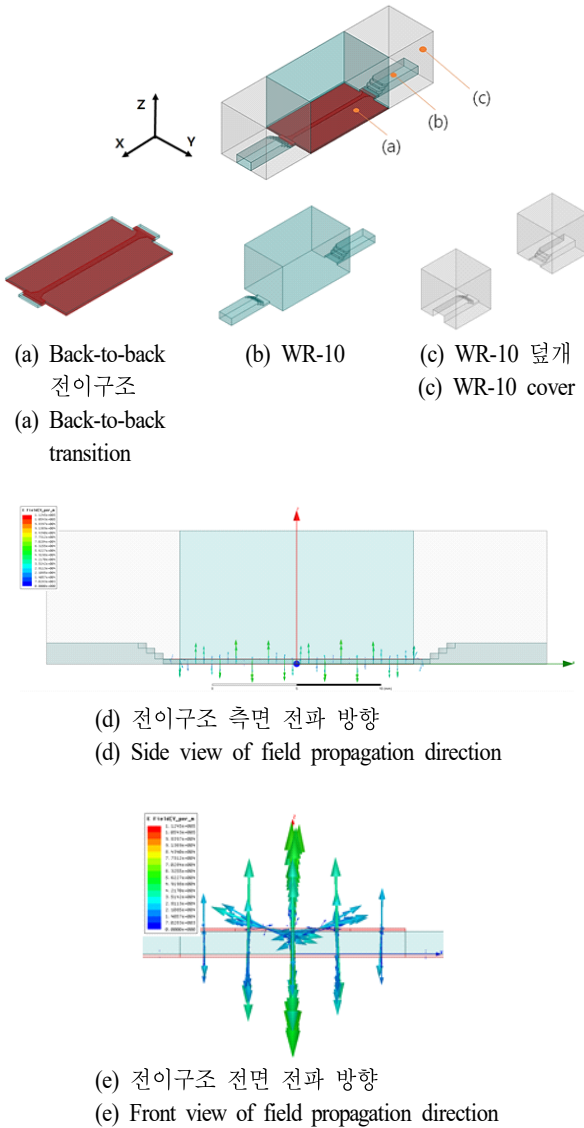 Z
X
Y
(c)
(b)
(a)
(a) Back-to-back
전이구조
(a) Back-to-back
transition
(b) WR-10
(c) WR-10 덮개
(c) WR-10 cover
(d) 전이구조 측면 전파 방향
(d) Side view of field propagation direction
(e) 전이구조 전면 전파 방향
(e) Front view of field propagation direction